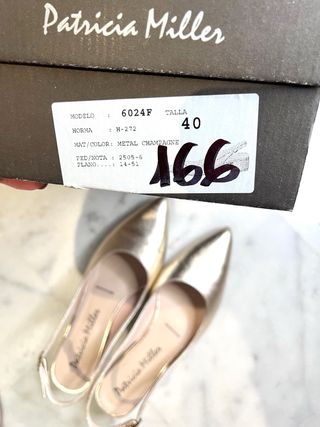 Patricia Miller
MODELO : 6024F TALLA
40
HORMA : H-272
MAT/COLOR: METAL CHAMPAGNE
PED/NOTA : 2505-6
PLANO....: 14-51
166
Patricia Miller
Patricia Miller